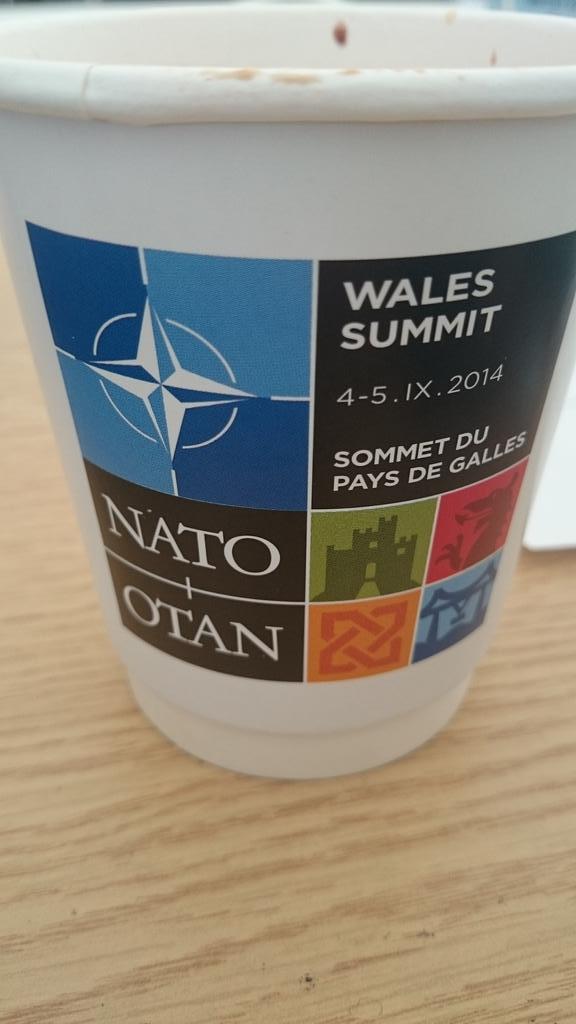 WALES
SUMMIT
4-5.IX.2014
SOMMET DU
PAYS DE GALLES
NATO
OTAN